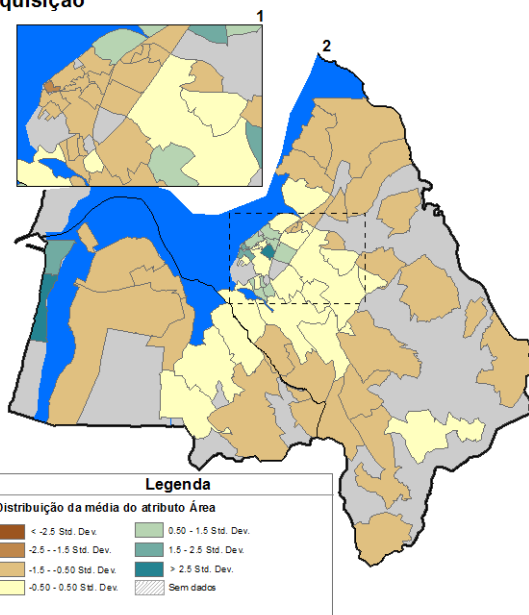 quisição
1
2
Legenda
Distribuição da média do atributo Área
< -2.5 Std. Dev.
-2.5 - -1.5 Std. Dev.
-1.5 - -0.50 Std. Dev.
-0.50 - 0.50 Std. Dev.
0.50 - 1.5 Std. Dev.
1.5 - 2.5 Std. Dev.
> 2.5 Std. Dev.
Sem dados